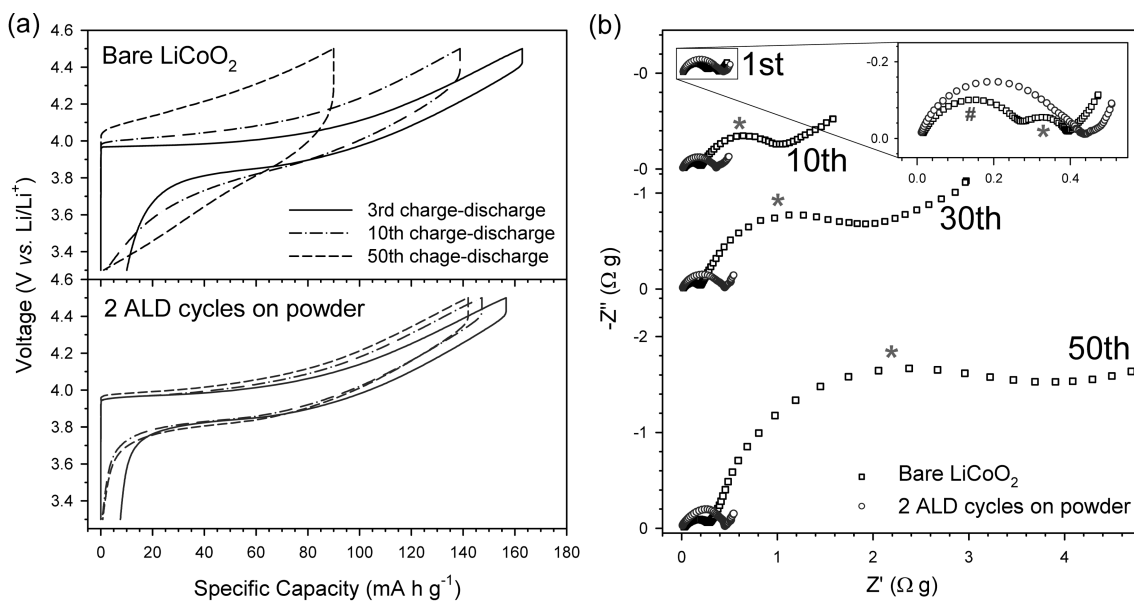 (a)
4.6
Bare LiCoO₂
4.4
4.2
4.0
3.8
3.6
3.4
3rd charge-discharge
10th charge-discharge
50th chage-discharge
4.6
2 ALD cycles on powder
4.4
4.2
4.0
3.8
3.6
3.4
0 20 40 60 80 100 120 140 160 180
Voltage (V vs. Li/Li⁺)
Specific Capacity (mA h g⁻¹)
(b)
-0
1st
-0.2
0.0
#
*
0.0 0.2 0.4
*
10th
-0
-1
*
30th
0
-2
*
50th
-1
Bare LiCoO₂
2 ALD cycles on powder
0
0 1 2 3 4
-Z'' (Ω g)
Z' (Ω g)